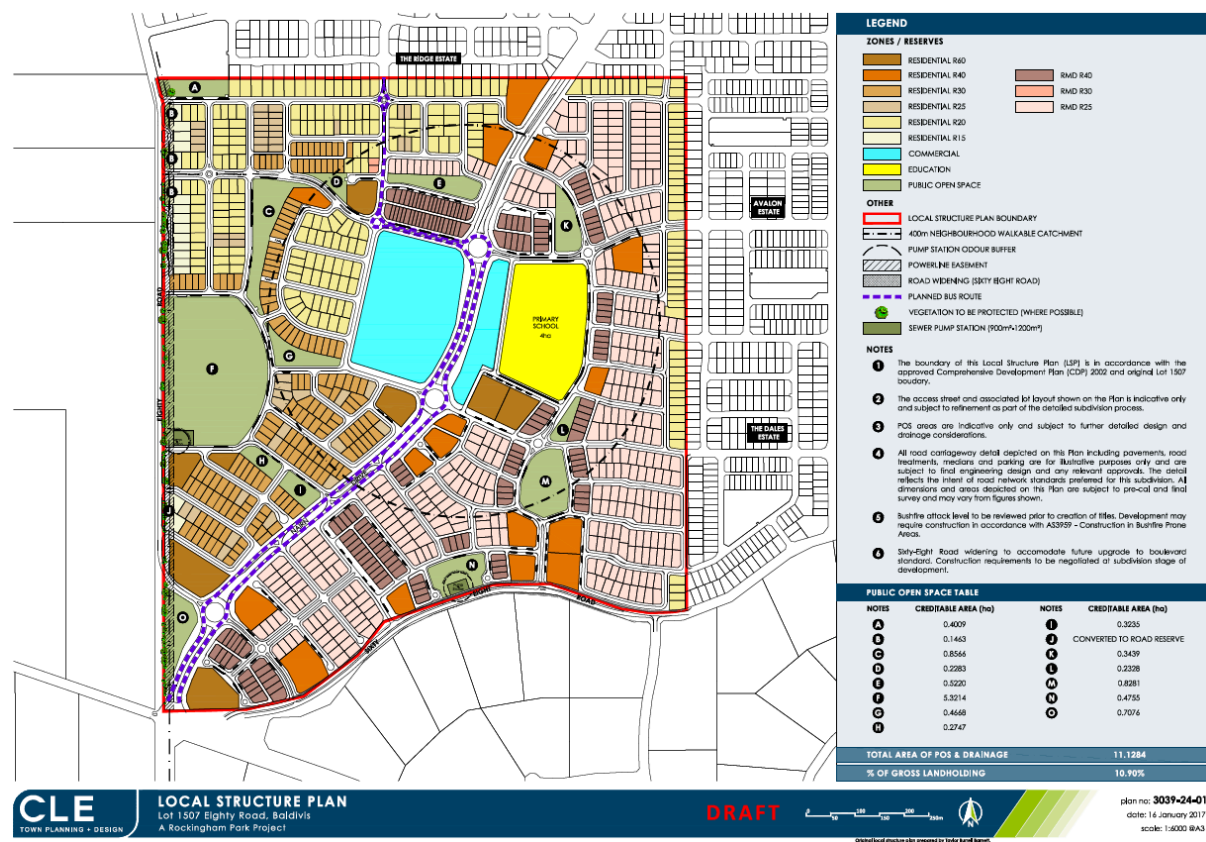 THE RIDGE ESTATE
A
B
B
B
C
D
E
K
AVALON
ESTATE
PRIMARY
SCHOOL
4ha
ROAD
F
G
EIGHTY
L
THE DALES
ESTATE
H
I
M
J
N
EIGHT
ROAD
O
SIXTY
LEGEND
ZONES / RESERVES
RESIDENTIAL R60
RESIDENTIAL R40
RESIDENTIAL R30
RESIDENTIAL R25
RESIDENTIAL R20
RESIDENTIAL R15
COMMERCIAL
EDUCATION
PUBLIC OPEN SPACE
RMD R40
RMD R30
RMD R25
OTHER
LOCAL STRUCTURE PLAN BOUNDARY
400m NEIGHBOURHOOD WALKABLE CATCHMENT
PUMP STATION ODOUR BUFFER
POWERLINE EASEMENT
ROAD WIDENING (SIXTY EIGHT ROAD)
PLANNED BUS ROUTE
VEGETATION TO BE PROTECTED (WHERE POSSIBLE)
SEWER PUMP STATION (900m²-1200m²)
NOTES
1 The boundary of this Local Structure Plan (LSP) is in accordance with the
approved Comprehensive Development Plan (CDP) 2002 and original Lot 1507
boudary.
2 The access street and associated lot layout shown on the Plan is indicative only
and subject to refinement as part of the detailed subdivision process.
3 POS areas are indicative only and subject to further detailed design and
drainage considerations.
4 All road carriageway detail depicted on this Plan including pavements, road
treatments, medians and parking are for illustrative purposes only and are
subject to final engineering design and any relevant approvals. The detail
reflects the intent of road network standards preferred for this subdivision. All
dimensions and areas depicted on this Plan are subject to pre-cal and final
survey and may vary from figures shown.
5 Bushfire attack level to be reviewed prior to creation of titles. Development may
require construction in accordance with AS3959 - Construction in Bushfire Prone
Areas.
6 Sixty-Eight Road widening to accomodate future upgrade to boulevard
standard. Construction requirements to be negotiated at subdivision stage of
development.
PUBLIC OPEN SPACE TABLE
NOTES CREDITABLE AREA (ha) NOTES CREDITABLE AREA (ha)
A 0.4009 I 0.3235
B 0.1463 J CONVERTED TO ROAD RESERVE
C 0.8566 K 0.3439
D 0.2283 L 0.2328
E 0.5220 M 0.8281
F 5.3214 N 0.4755
G 0.4668 O 0.7076
H 0.2747
TOTAL AREA OF POS & DRAINAGE 11.1284
% OF GROSS LANDHOLDING 10.90%
CLE
TOWN PLANNING + DESIGN
LOCAL STRUCTURE PLAN
Lot 1507 Eighty Road, Baldivis
A Rockingham Park Project
DRAFT
0 100 200
50 150 250m
N
plan no: 3039-24-01
date: 16 January 2017
scale: 1:6000 @A3
Original local structure plan prepared by Taylor Burrell Barnett.